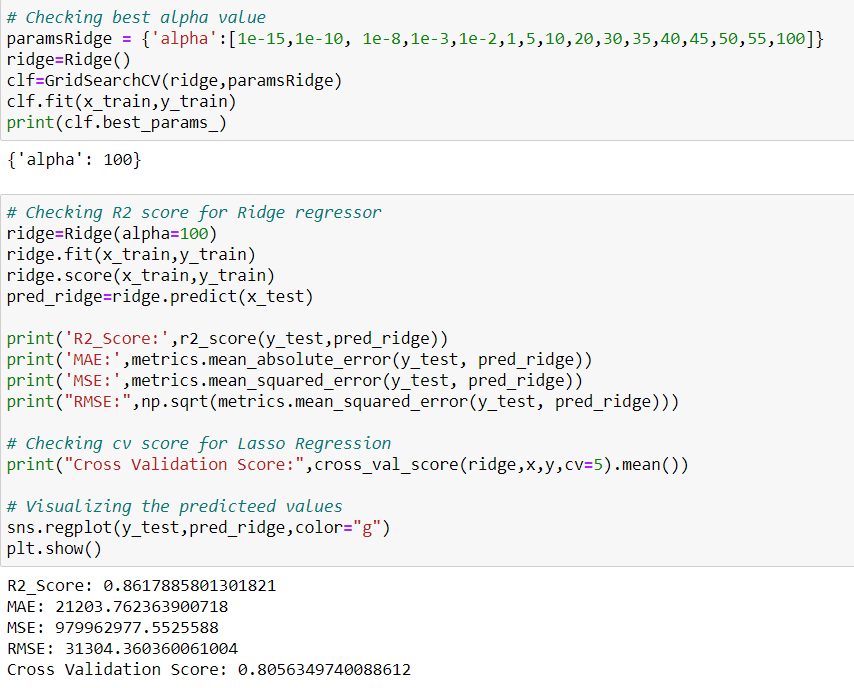 # Checking best alpha value
paramsRidge = {'alpha':[1e-15,1e-10, 1e-8,1e-3,1e-2,1,5,10,20,30,35,40,45,50,55,100]}
ridge=Ridge()
clf=GridSearchCV(ridge,paramsRidge)
clf.fit(x_train,y_train)
print(clf.best_params_)
{'alpha': 100}
# Checking R2 score for Ridge regressor
ridge=Ridge(alpha=100)
ridge.fit(x_train,y_train)
ridge.score(x_train,y_train)
pred_ridge=ridge.predict(x_test)
print('R2_Score:',r2_score(y_test,pred_ridge))
print('MAE:',metrics.mean_absolute_error(y_test, pred_ridge))
print('MSE:',metrics.mean_squared_error(y_test, pred_ridge))
print("RMSE:",np.sqrt(metrics.mean_squared_error(y_test, pred_ridge)))
# Checking cv score for Lasso Regression
print("Cross Validation Score:",cross_val_score(ridge,x,y,cv=5).mean())
# Visualizing the predicteed values
sns.regplot(y_test,pred_ridge,color="g")
plt.show()
R2_Score: 0.8617885801301821
MAE: 21203.762363900718
MSE: 979962977.5525588
RMSE: 31304.360360061004
Cross Validation Score: 0.8056349740088612